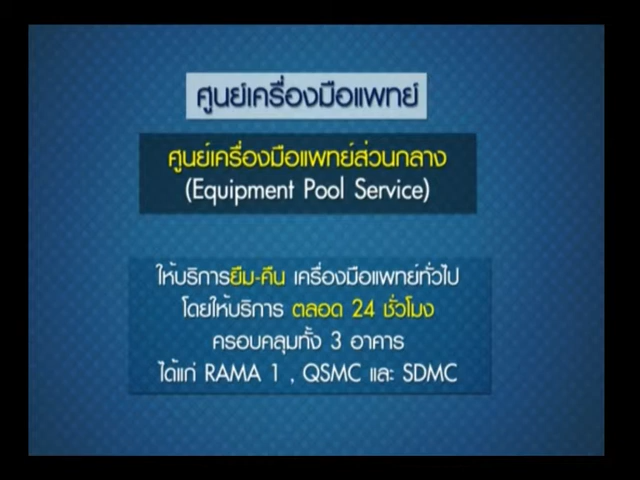 ศูนย์เครื่องมือแพทย์
ศูนย์เครื่องมือแพทย์ส่วนกลาง
(Equipment Pool Service)
ให้บริการยืม-คืน เครื่องมือแพทย์ทั่วไป
โดยให้บริการ ตลอด 24 ชั่วโมง
ครอบคลุมทั้ง 3 อาคาร
ได้แก่ RAMA 1 , QSMC และ SDMC